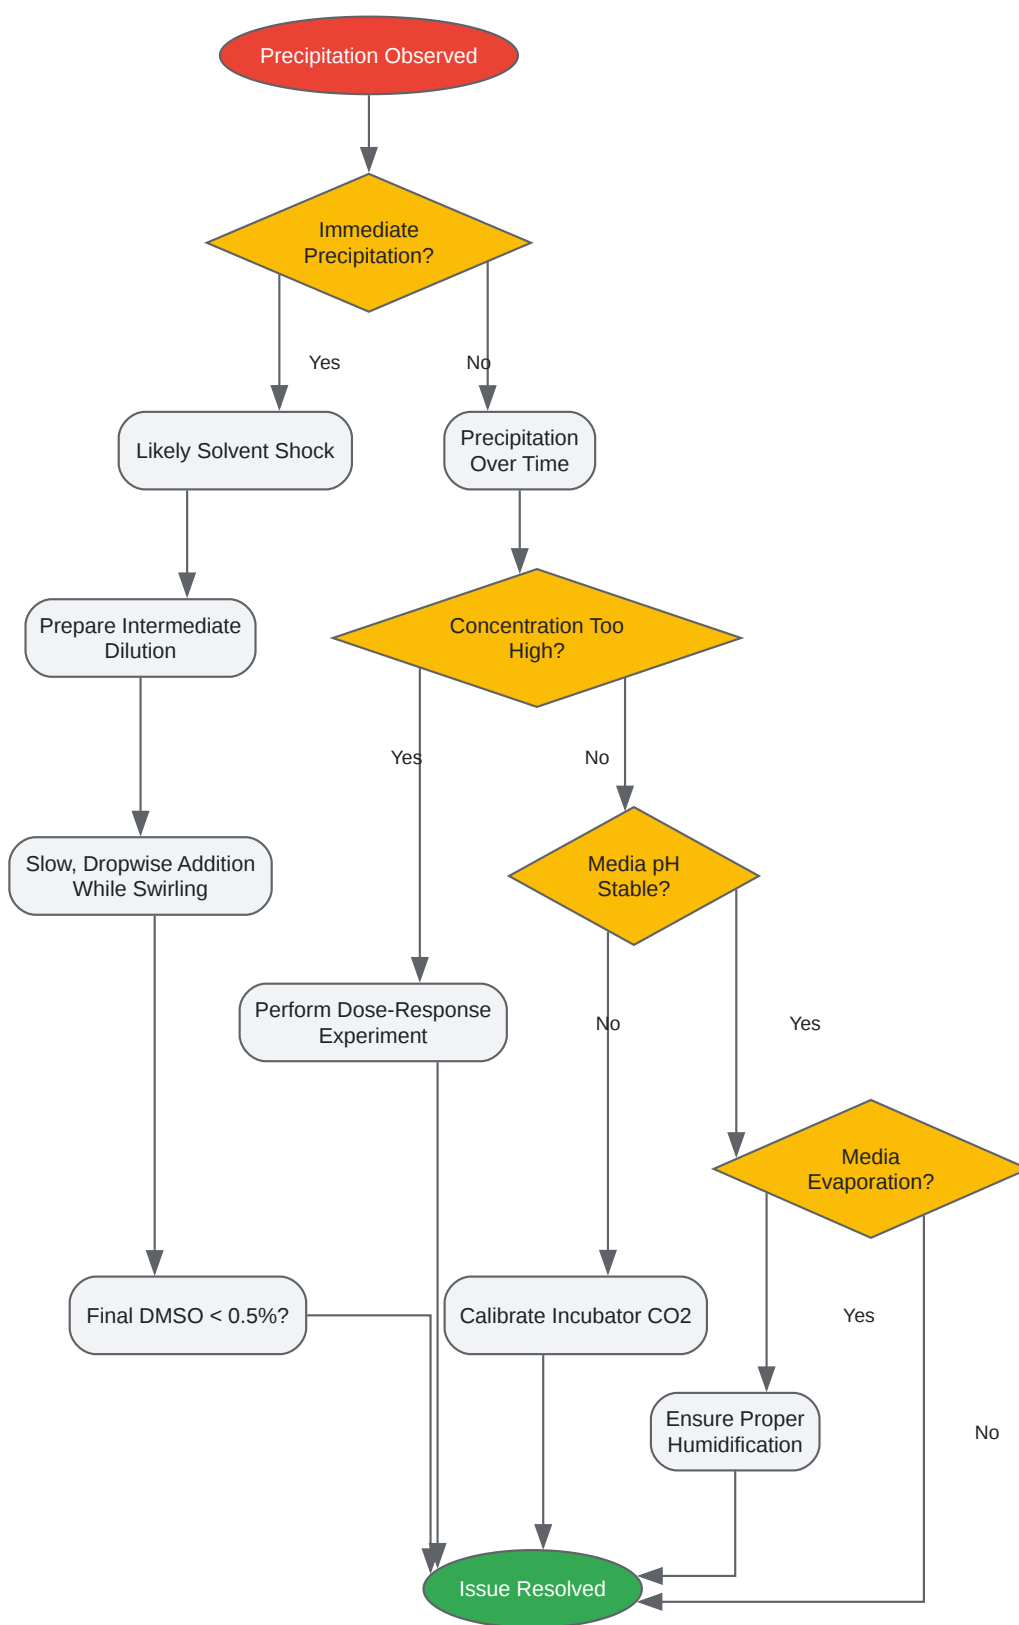 Precipitation Observed
Immediate
Precipitation?
Yes
No
Likely Solvent Shock
Precipitation
Over Time
Prepare Intermediate
Dilution
Concentration Too
High?
Yes
No
Slow, Dropwise Addition
While Swirling
Media pH
Stable?
Perform Dose-Response
Experiment
No
Yes
Media
Evaporation?
Final DMSO < 0.5%?
Calibrate Incubator CO2
Yes
Ensure Proper
Humidification
No
Issue Resolved